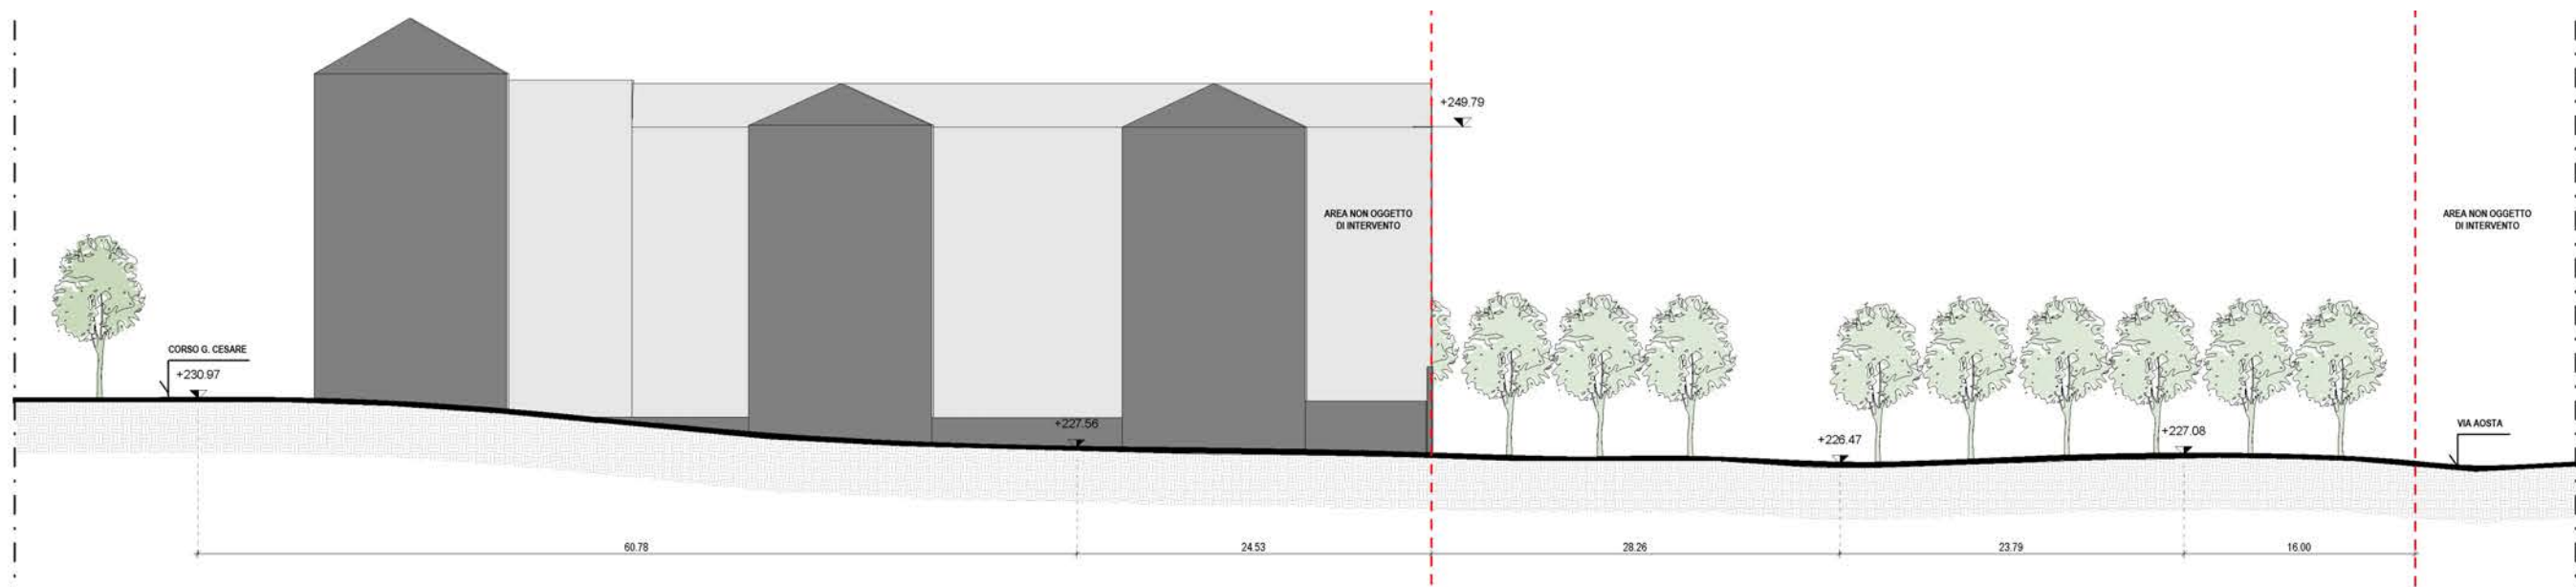 +249.79
AREA NON OGGETTO
DI INTERVENTO
AREA NON OGGETTO
DI INTERVENTO
CORSO G. CESARE
+230.97
+227.56
+226.47
+227.08
VIA AOSTA
60.78
24.53
28.26
23.79
16.00